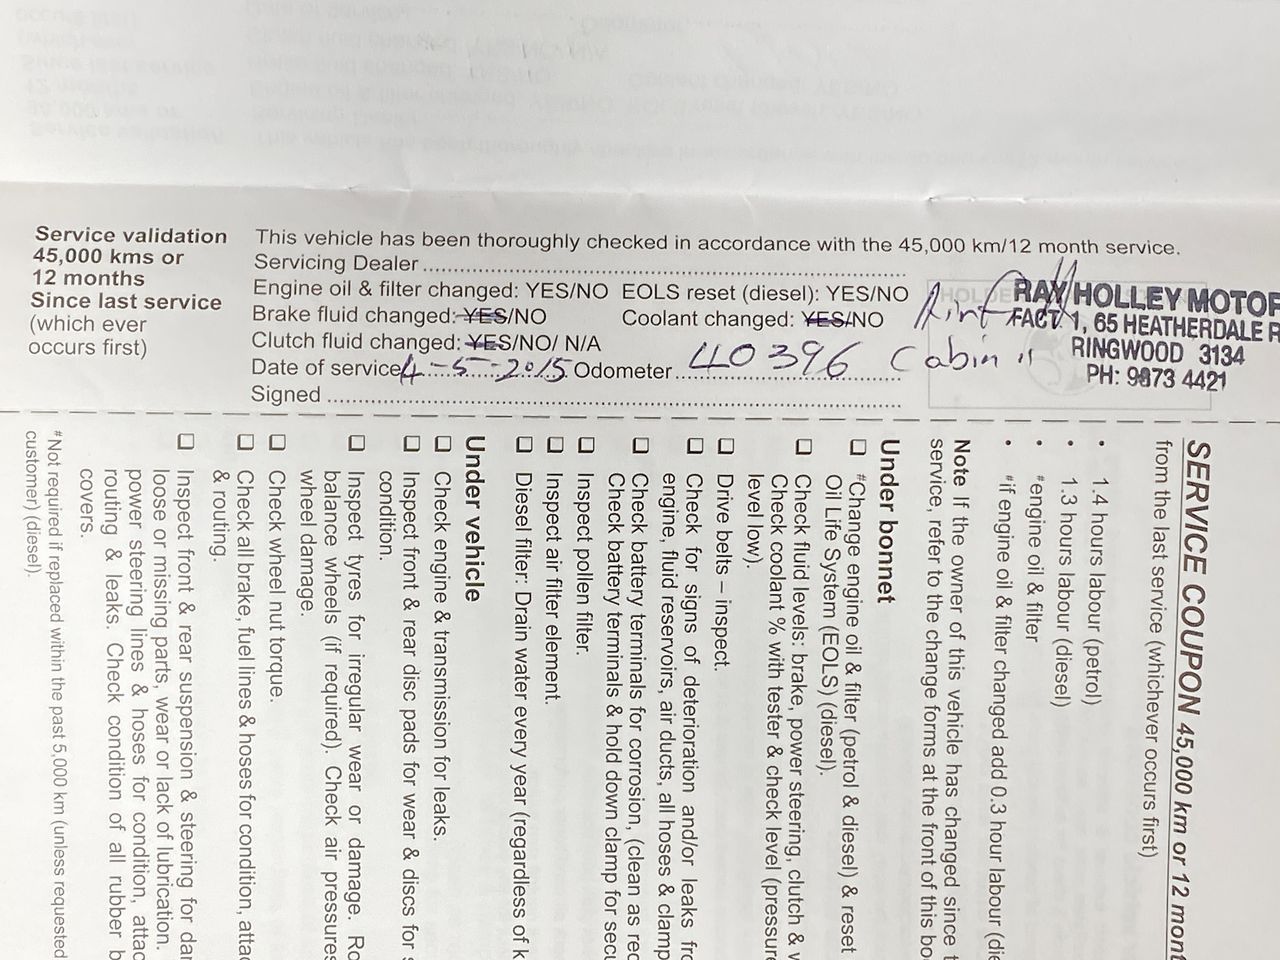 Service validation
45,000 kms or
12 months
Since last service
(which ever
occurs first)
This vehicle has been thoroughly checked in accordance with the 45,000 km/12 month service.
Servicing Dealer
Engine oil & filter changed: YES/NO EOLS reset (diesel): YES/NO
Brake fluid changed: YES/NO Coolant changed: YES/NO
Clutch fluid changed: YES/NO/ N/A
Date of service 4-5-2015 Odometer 40396 Cabin "
Signed
RAY HOLLEY MOTOR
FACT. 1, 65 HEATHERDALE R
RINGWOOD 3134
PH: 9873 4421
SERVICE COUPON 45,000 km or 12 mont
from the last service (whichever occurs first)
• 1.4 hours labour (petrol)
• 1.3 hours labour (diesel)
• #engine oil & filter
• #if engine oil & filter changed add 0.3 hour labour (die
Note If the owner of this vehicle has changed since t
service, refer to the change forms at the front of this bo
Under bonnet
☐ #Change engine oil & filter (petrol & diesel) & reset
Oil Life System (EOLS) (diesel).
☐ Check fluid levels: brake, power steering, clutch & w
Check coolant % with tester & check level (pressure
level low).
☐ Drive belts – inspect.
☐ Check for signs of deterioration and/or leaks fro
engine, fluid reservoirs, air ducts, all hoses & clamp
☐ Check battery terminals for corrosion, (clean as rec
Check battery terminals & hold down clamp for secu
☐ Inspect pollen filter.
☐ Inspect air filter element.
☐ Diesel filter: Drain water every year (regardless of k
Under vehicle
☐ Check engine & transmission for leaks.
☐ Inspect front & rear disc pads for wear & discs for s
condition.
☐ Inspect tyres for irregular wear or damage. Ro
balance wheels (if required). Check air pressures
wheel damage.
☐ Check wheel nut torque.
☐ Check all brake, fuel lines & hoses for condition, attac
& routing.
☐ Inspect front & rear suspension & steering for dar
loose or missing parts, wear or lack of lubrication.
power steering lines & hoses for condition, attac
routing & leaks. Check condition of all rubber b
covers.
#Not required if replaced within the past 5,000 km (unless requested
customer) (diesel).